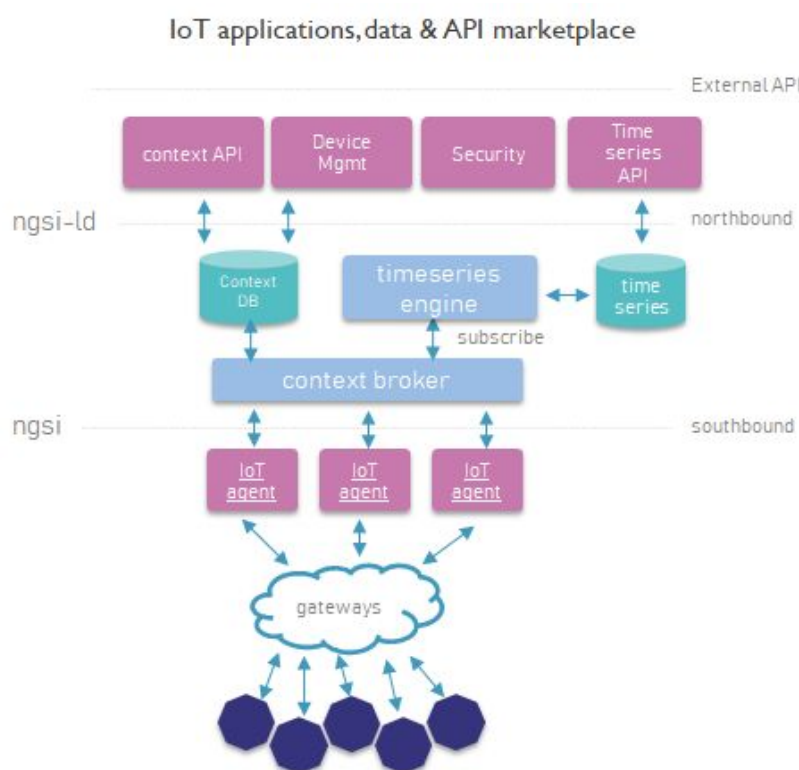 IoT applications, data & API marketplace
External API
context API
Device
Mgmt
Security
Time
series
API
ngsi-ld
northbound
Context
DB
timeseries
engine
time
series
subscribe
context broker
ngsi
southbound
IoT
agent
IoT
agent
IoT
agent
gateways